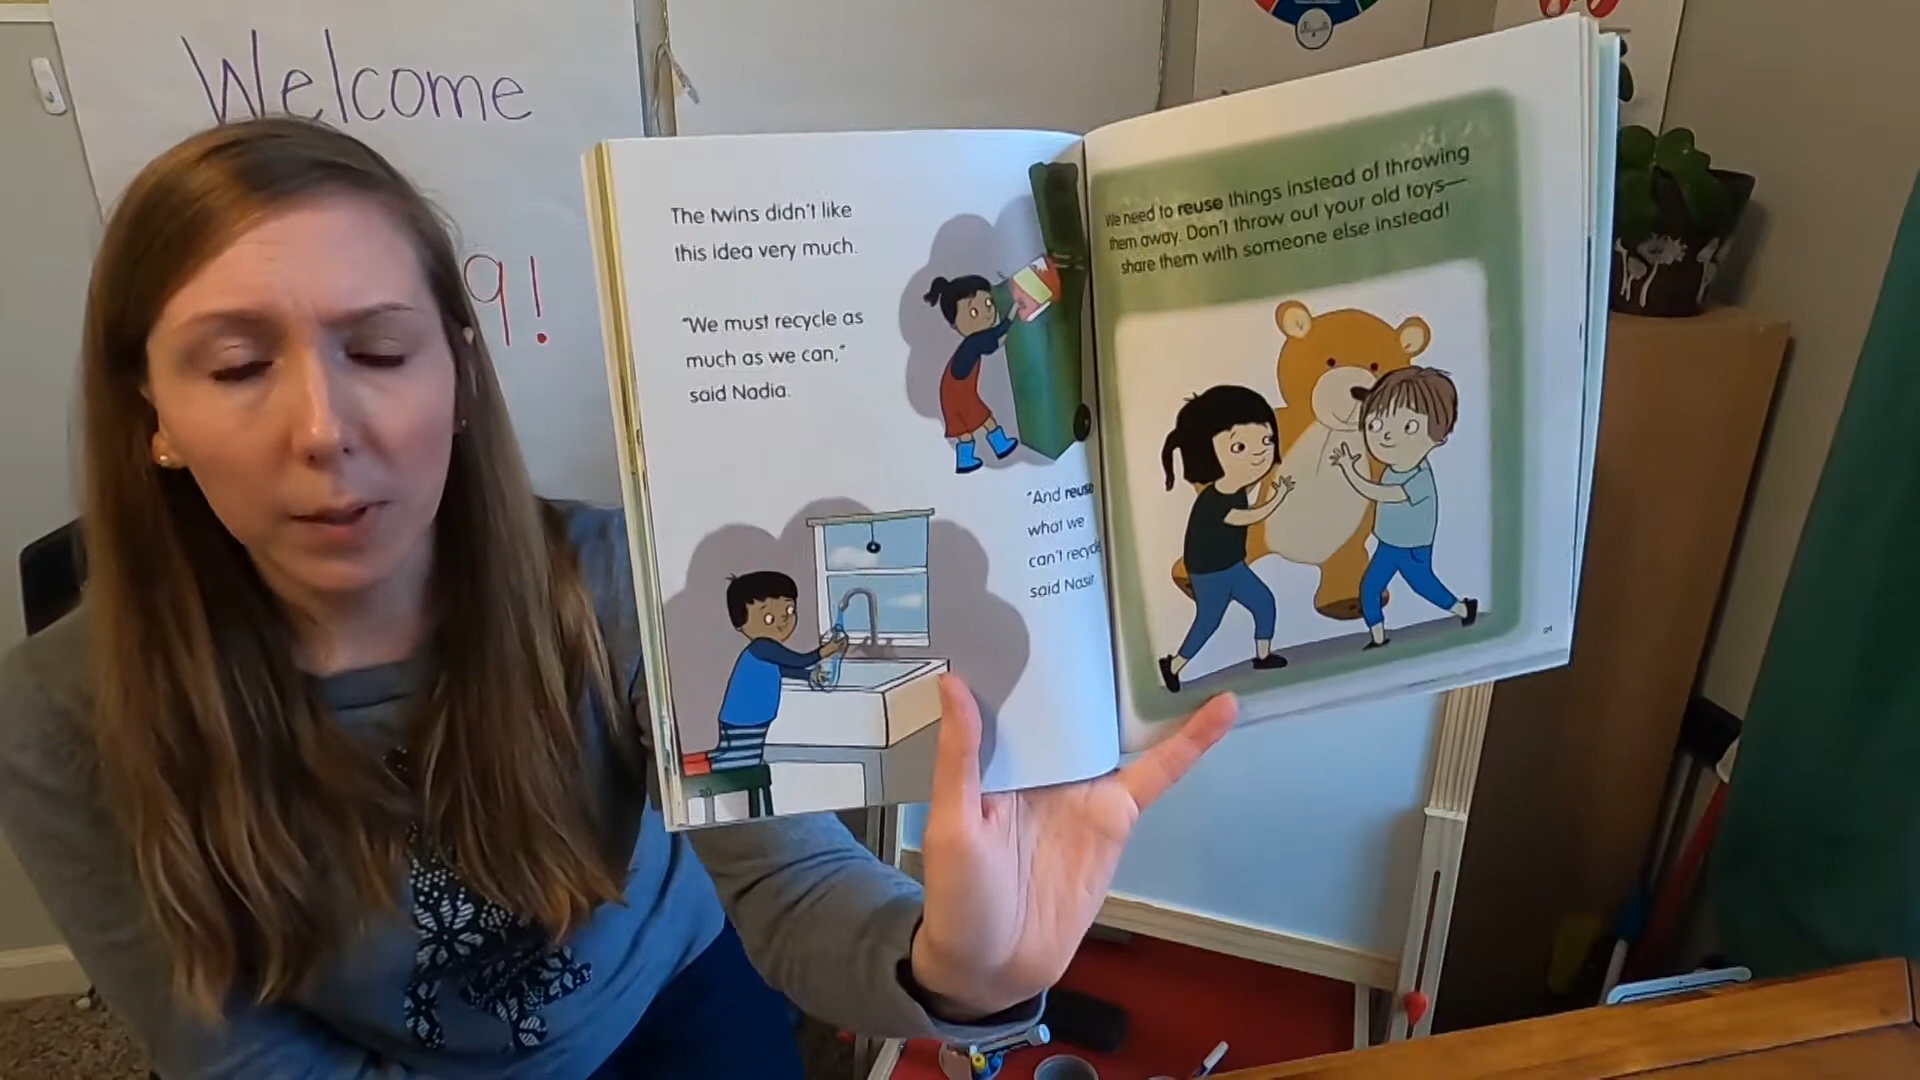 Welcome
g!
The twins didn't like
this idea very much.
"We must recycle as
much as we can,"
said Nadia.
"And reuse
what we
can't recycle
said Nasir
20
We need to reuse things instead of throwing
them away. Don't throw out your old toys—
share them with someone else instead!